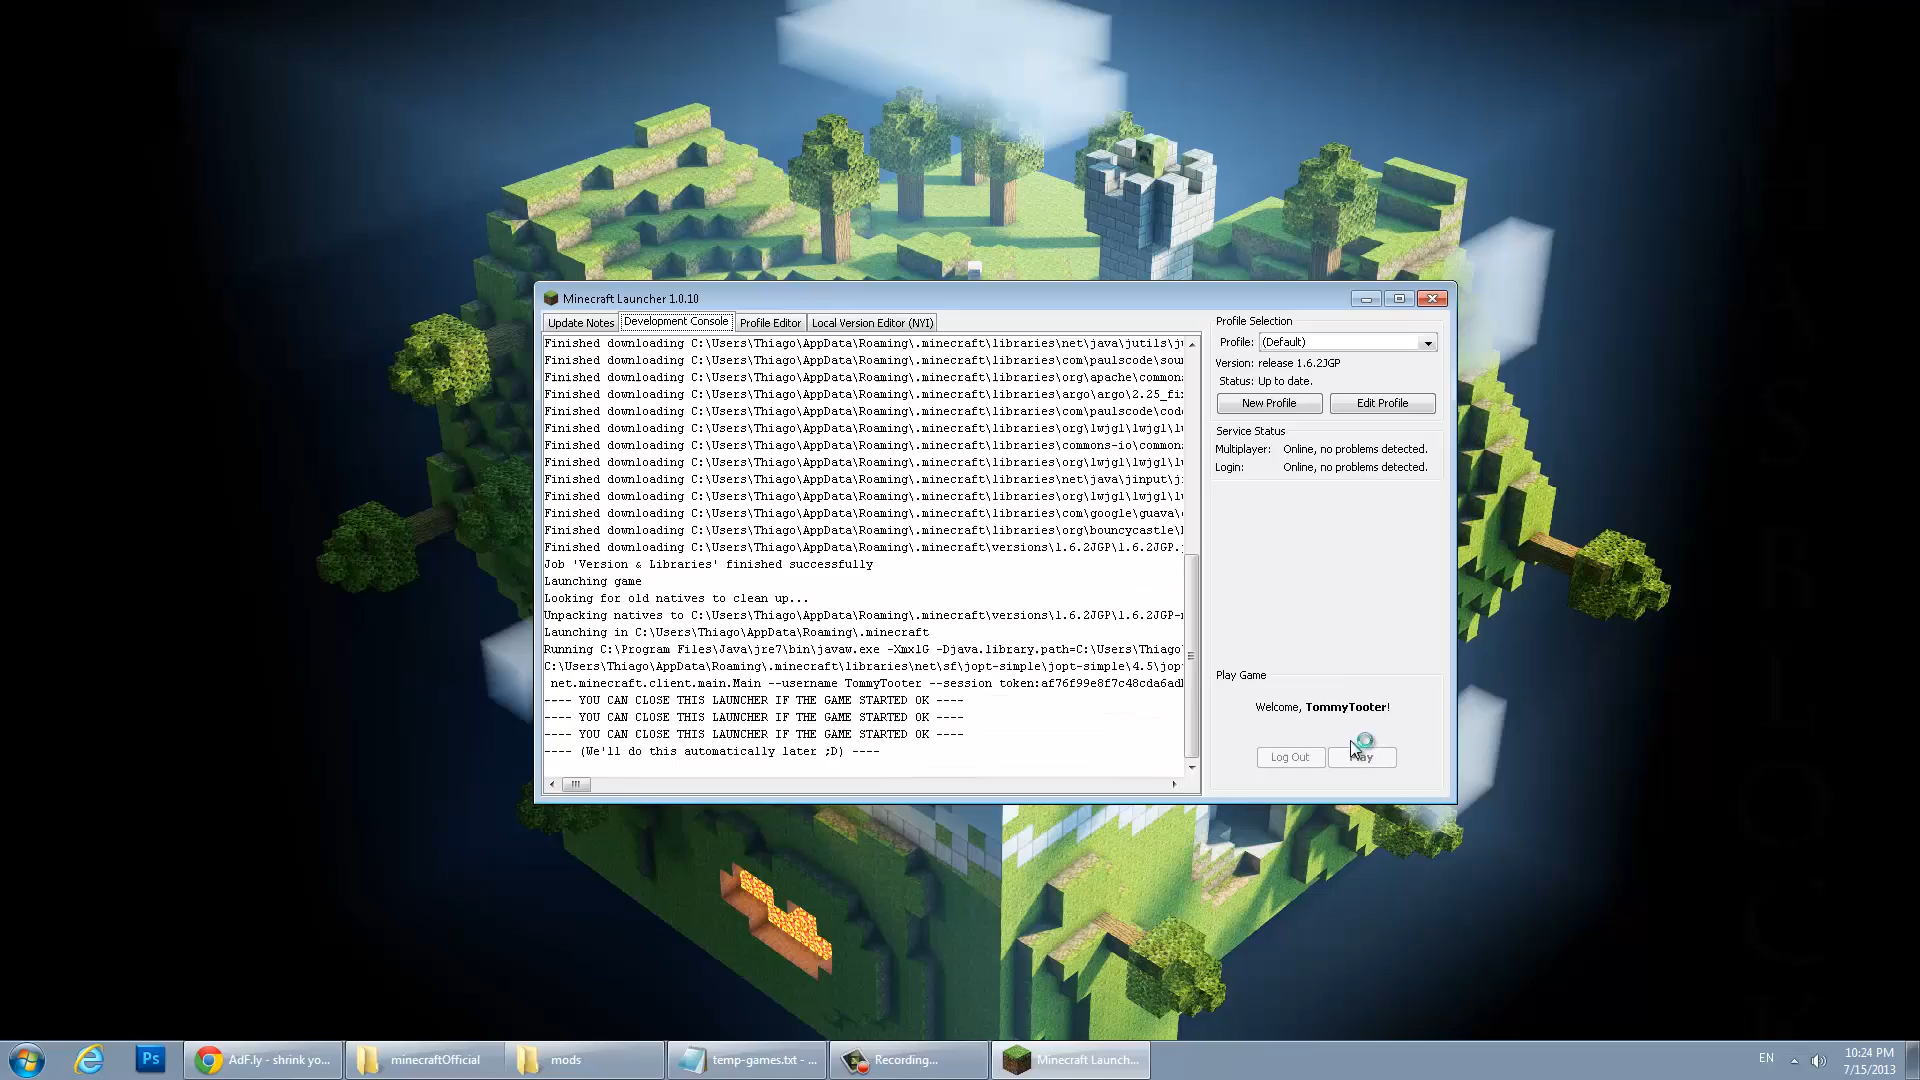 Minecraft Launcher 1.0.10
Update Notes
Development Console
Profile Editor
Local Version Editor (NYI)
Finished downloading C:\Users\Thiago\AppData\Roaming\.minecraft\libraries\net\java\jutils\
Finished downloading C:\Users\Thiago\AppData\Roaming\.minecraft\libraries\com\paulscode\sou
Finished downloading C:\Users\Thiago\AppData\Roaming\.minecraft\libraries\org\apache\common
Finished downloading C:\Users\Thiago\AppData\Roaming\.minecraft\libraries\argo\argo\2.25_fi
Finished downloading C:\Users\Thiago\AppData\Roaming\.minecraft\libraries\com\paulscode\cod
Finished downloading C:\Users\Thiago\AppData\Roaming\.minecraft\libraries\org\lwjgl\lwjgl\l
Finished downloading C:\Users\Thiago\AppData\Roaming\.minecraft\libraries\commons-io\common
Finished downloading C:\Users\Thiago\AppData\Roaming\.minecraft\libraries\org\lwjgl\lwjgl\l
Finished downloading C:\Users\Thiago\AppData\Roaming\.minecraft\libraries\net\java\jinput\j
Finished downloading C:\Users\Thiago\AppData\Roaming\.minecraft\libraries\org\lwjgl\lwjgl\l
Finished downloading C:\Users\Thiago\AppData\Roaming\.minecraft\libraries\com\google\guava\
Finished downloading C:\Users\Thiago\AppData\Roaming\.minecraft\libraries\org\bouncycastle\
Finished downloading C:\Users\Thiago\AppData\Roaming\.minecraft\versions\1.6.2JGP\1.6.2JGP.
Job 'Version & Libraries' finished successfully
Launching game
Looking for old natives to clean up...
Unpacking natives to C:\Users\Thiago\AppData\Roaming\.minecraft\versions\1.6.2JGP\1.6.2JGP-
Launching in C:\Users\Thiago\AppData\Roaming\.minecraft
Running C:\Program Files\Java\jre7\bin\javaw.exe -Xmx1G -Djava.library.path=C:\Users\Thiago
C:\Users\Thiago\AppData\Roaming\.minecraft\libraries\net\sf\jopt-simple\jopt-simple\4.5\jop
net.minecraft.client.main.Main --username TommyTooter --session token:af76f99e8f7c48cda6ad
---- YOU CAN CLOSE THIS LAUNCHER IF THE GAME STARTED OK ----
---- YOU CAN CLOSE THIS LAUNCHER IF THE GAME STARTED OK ----
---- YOU CAN CLOSE THIS LAUNCHER IF THE GAME STARTED OK ----
---- (We'll do this automatically later ;D) ----
Profile Selection
Profile: (Default)
Version: release 1.6.2JGP
Status: Up to date.
New Profile
Edit Profile
Service Status
Multiplayer: Online, no problems detected.
Login: Online, no problems detected.
Play Game
Welcome, TommyTooter!
Log Out
Play
Ps
AdF.ly - shrink yo...
minecraftOfficial
mods
temp-games.txt - ...
Recording...
Minecraft Launch...
EN
10:24 PM
7/15/2013